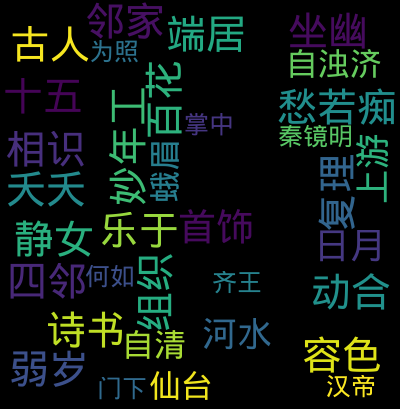 邻家
端居
坐幽
古人
为照
自浊济
百花
十五
妙年工
愁若痴
掌中
秦镜明
相识
蛾眉
上游
复理
夭夭
静女
乐于
首饰
日月
四邻
何如
组织
齐王
动合
诗书
自清
河水
容色
弱岁
门下
仙台
汉帝